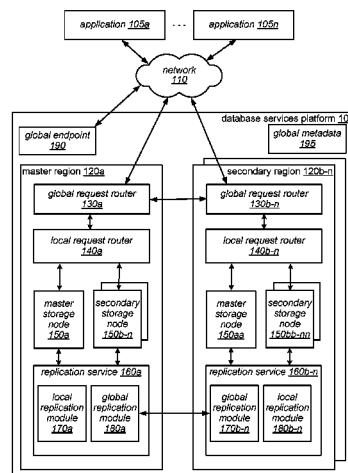 application 105a
...
application 105n
network
110
database services platform 10
global endpoint
190
global metadata
195
master region 120a
global request router
130a
local request router
140a
master
storage
node
150a
secondary
storage
node
150b-n
replication service 160a
local
replication
module
170a
global
replication
module
180a
secondary region 120b-n
global request router
130b-n
local request router
140b-n
master
storage
node
150aa
secondary
storage
node
150bb-nn
replication service 160b-n
global
replication
module
170b-n
local
replication
module
180b-n